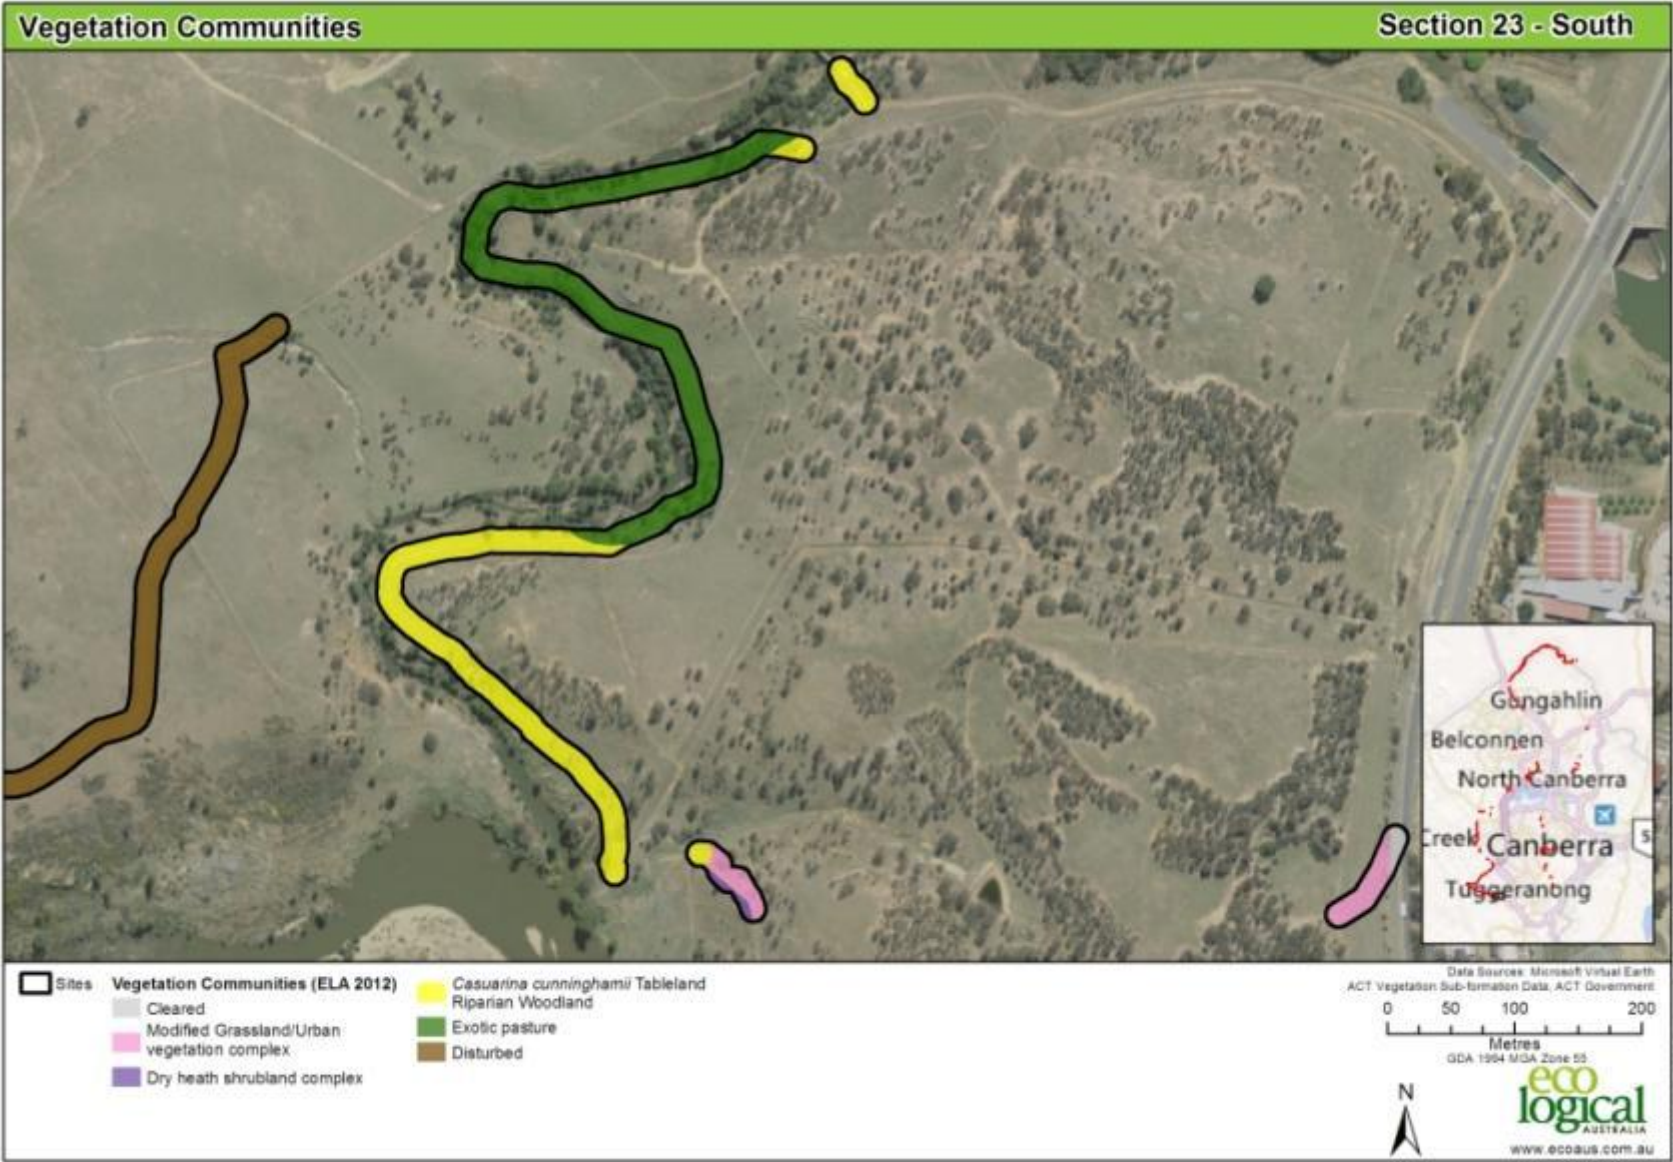 Vegetation Communities
Section 23 - South
Gungahlin
Belconnen
North Canberra
Creek
Canberra
5
Tuggeranong
Sites
Vegetation Communities (ELA 2012)
Cleared
Modified Grassland/Urban
vegetation complex
Dry heath shrubland complex
Casuarina cunninghamii Tableland
Riparian Woodland
Exotic pasture
Disturbed
Data Sources: Microsoft Virtual Earth
ACT Vegetation Sub-formation Data, ACT Government
0 50 100 200
Metres
GDA 1994 MGA Zone 55
N
eco
logical
AUSTRALIA
www.ecoaus.com.au